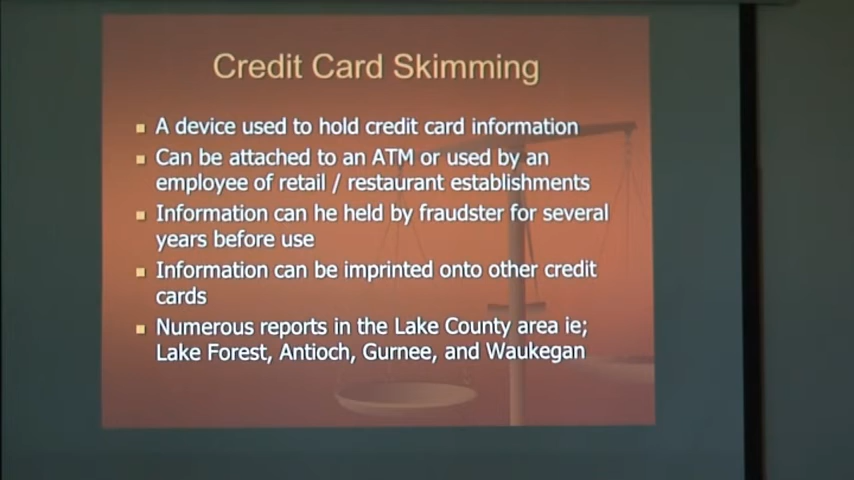 Credit Card Skimming
A device used to hold credit card information
Can be attached to an ATM or used by an
employee of retail / restaurant establishments
Information can he held by fraudster for several
years before use
Information can be imprinted onto other credit
cards
Numerous reports in the Lake County area ie;
Lake Forest, Antioch, Gurnee, and Waukegan